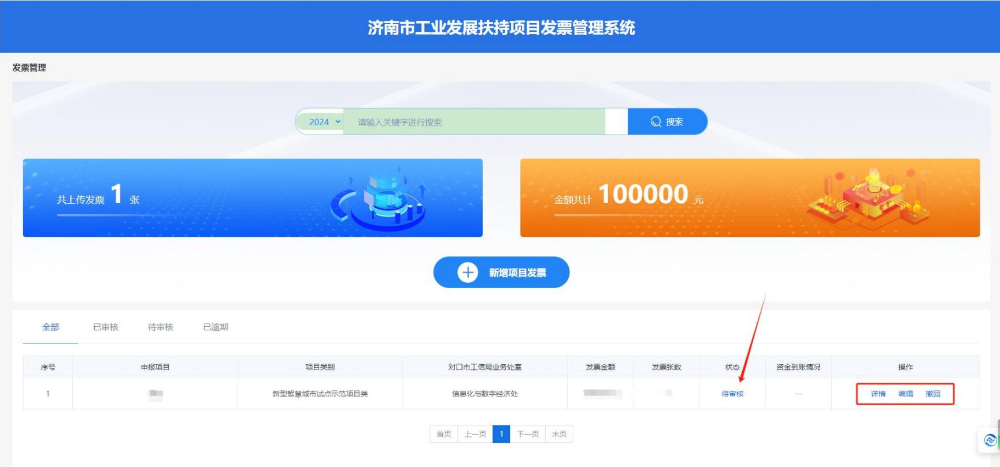 济南市工业发展扶持项目发票管理系统
发票管理
2024 请输入关键字进行搜索 搜索
共上传发票 1 张 金额共计 100000 元
新增项目发票
全部 已审核 待审核 已逾期
序号 申报项目 项目类别 对口市工信局业务处室 发票金额 发票张数 状态 资金到账情况 操作
1 新型智慧城市试点示范项目类 信息化与数字经济处 待审核 -- 详情 编辑 撤回
首页 上一页 1 下一页 末页